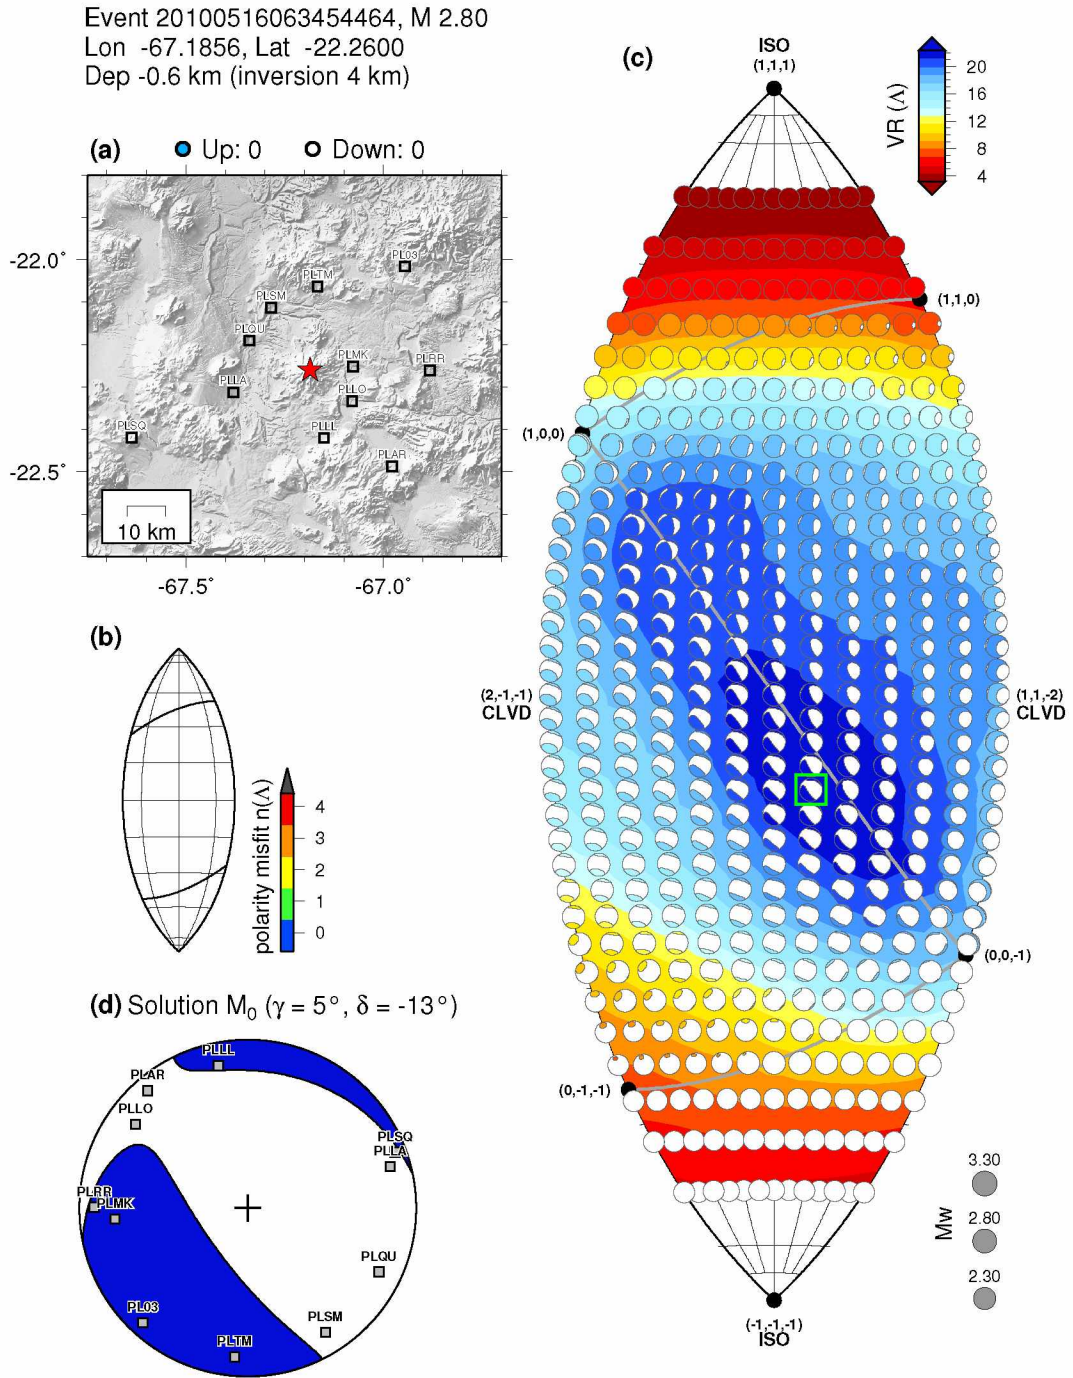 Event 20100516063454464, M 2.80
Lon -67.1856, Lat -22.2600
Dep -0.6 km (inversion 4 km)
(a)
Up: 0
Down: 0
-22.0°
-22.5°
-67.5°
-67.0°
PL03
PLTM
PLSM
PLQU
PLMK
PLRR
PLLA
PLLO
PLSQ
PLLL
PLAR
10 km
(b)
polarity misfit n(Λ)
4
3
2
1
0
(c)
ISO
(1,1,1)
VR (Λ)
20
16
12
8
4
(1,1,0)
(1,0,0)
(2,-1,-1)
CLVD
(1,1,-2)
CLVD
(0,0,-1)
(0,-1,-1)
(-1,-1,-1)
ISO
Mw
3.30
2.80
2.30
(d) Solution M0 (γ = 5°, δ = -13°)
PLLL
PLAR
PLLO
PLSQ
PLLA
PLRR
PLMK
PLQU
PL03
PLSM
PLTM